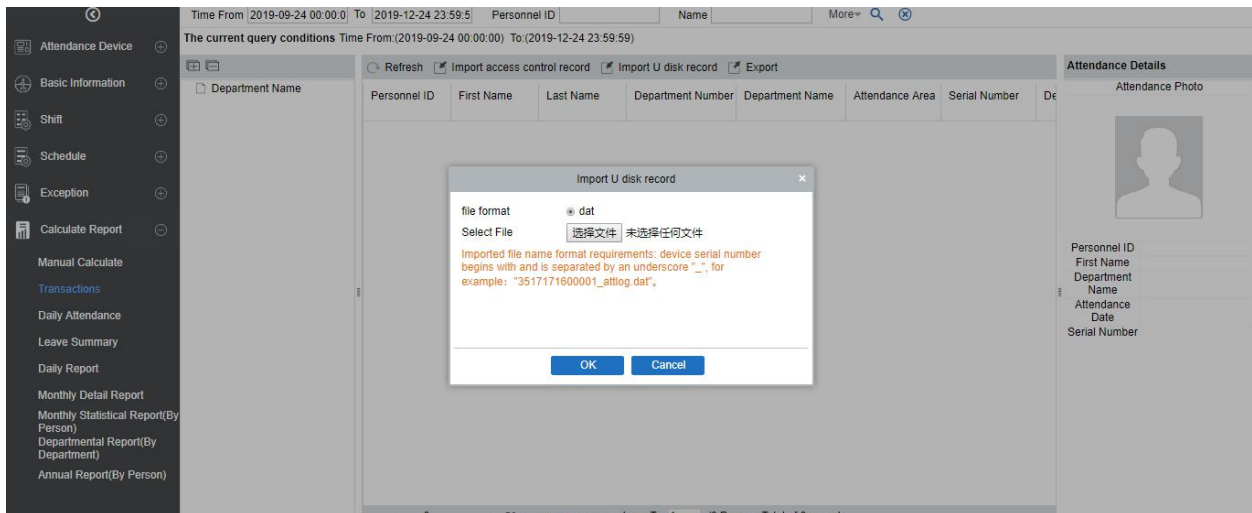 Time From 2019-09-24 00:00:0 To 2019-12-24 23:59:5 Personnel ID Name More
The current query conditions Time From:(2019-09-24 00:00:00) To:(2019-12-24 23:59:59)
Attendance Device
Basic Information
Shift
Schedule
Exception
Calculate Report
Manual Calculate
Transactions
Daily Attendance
Leave Summary
Daily Report
Monthly Detail Report
Monthly Statistical Report(By
Person)
Departmental Report(By
Department)
Annual Report(By Person)
Department Name
Refresh Import access control record Import U disk record Export
Personnel ID First Name Last Name Department Number Department Name Attendance Area Serial Number De
Import U disk record ×
file format dat
Select File 选择文件 未选择任何文件
Imported file name format requirements: device serial number
begins with and is separated by an underscore "_", for
example："3517171600001_attlog.dat"。
OK Cancel
Attendance Details
Attendance Photo
Personnel ID
First Name
Department
Name
Attendance
Date
Serial Number